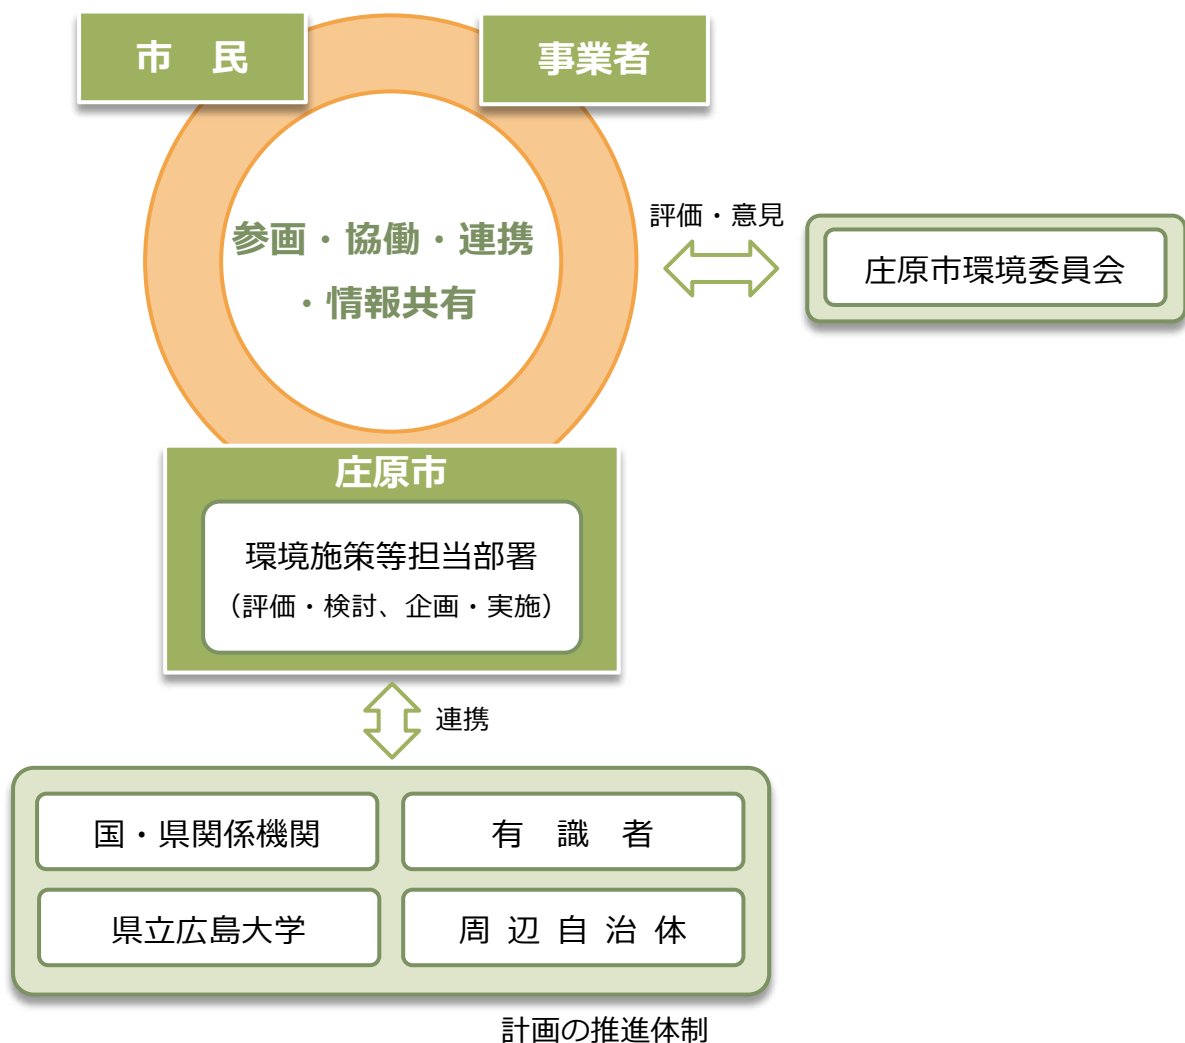 市　民
事業者
参画・協働・連携
・情報共有
評価・意見
庄原市環境委員会
庄原市
環境施策等担当部署
（評価・検討、企画・実施）
連携
国・県関係機関
有　識　者
県立広島大学
周 辺 自 治 体
計画の推進体制